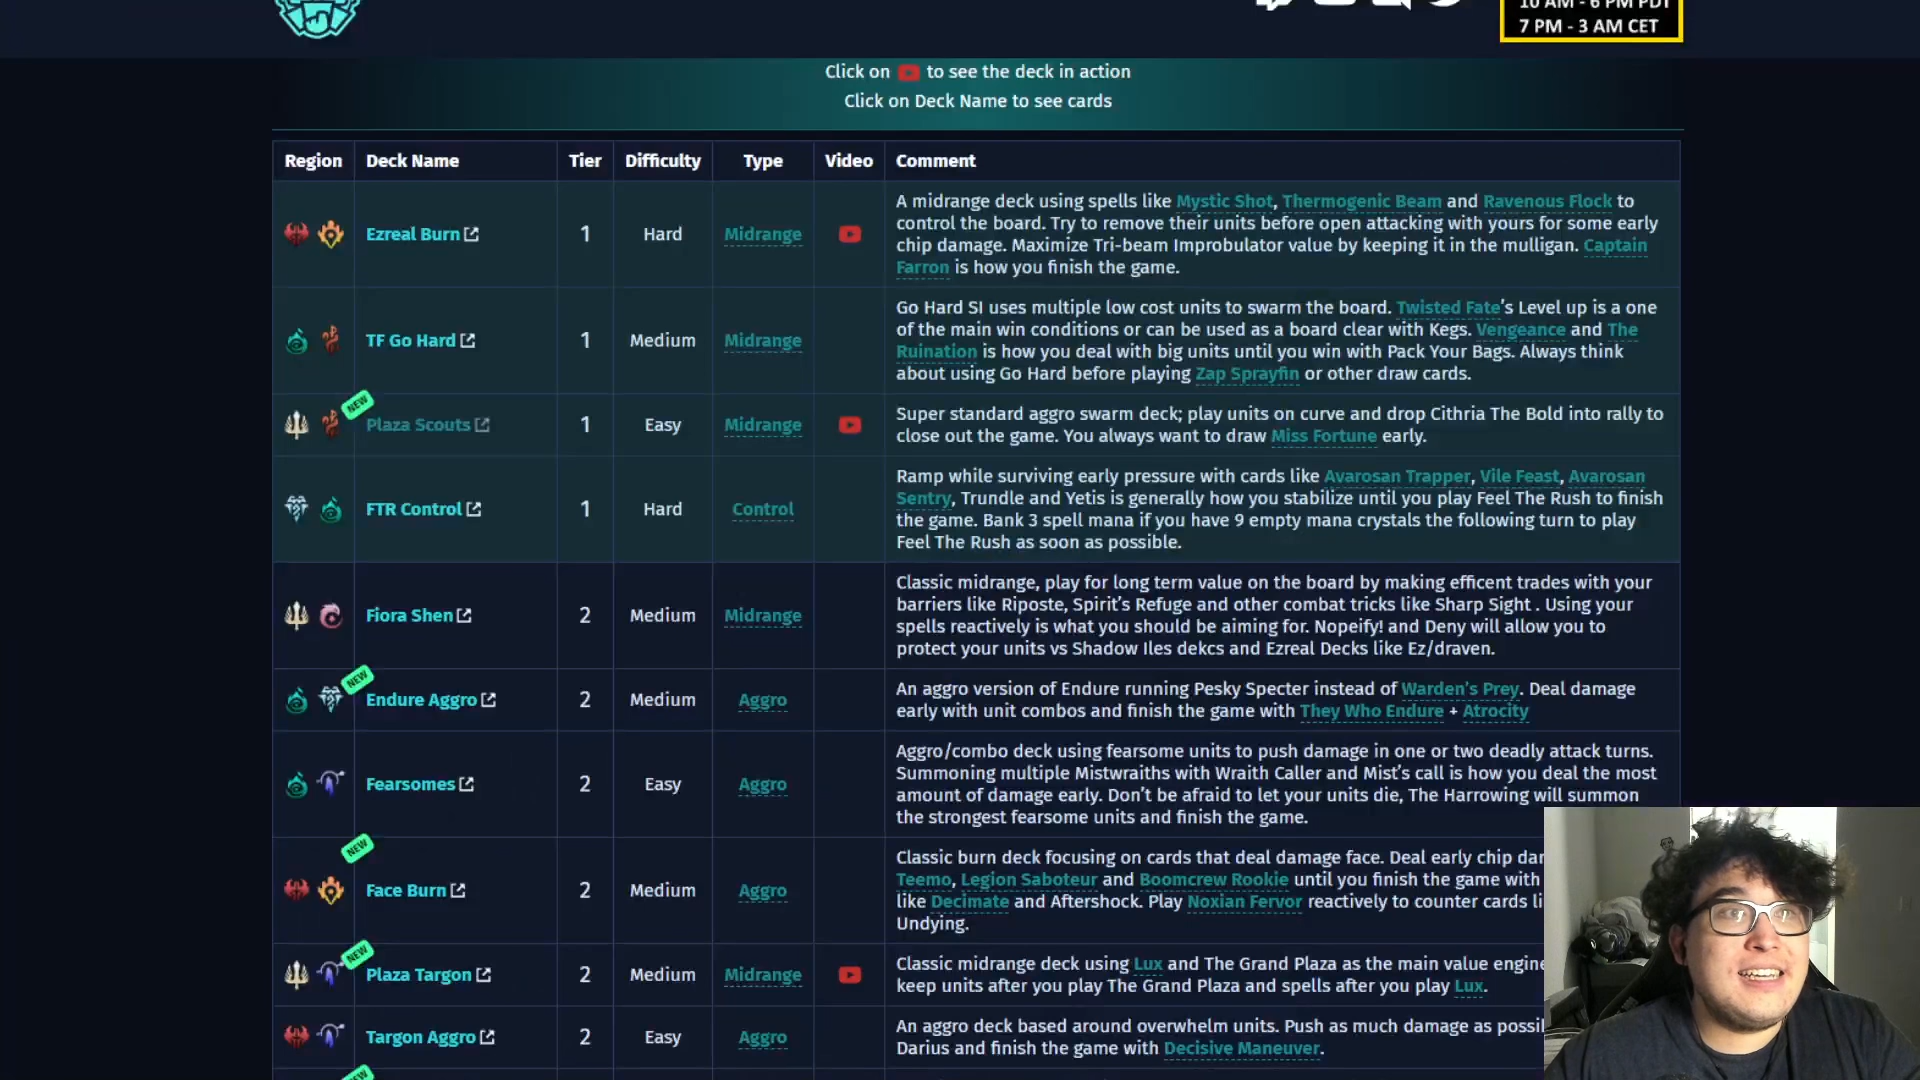 10 AM - 6 PM PDT
7 PM - 3 AM CET
Click on to see the deck in action
Click on Deck Name to see cards
Region Deck Name Tier Difficulty Type Video Comment
Ezreal Burn 1 Hard Midrange
A midrange deck using spells like Mystic Shot, Thermogenic Beam and Ravenous Flock to
control the board. Try to remove their units before open attacking with yours for some early
chip damage. Maximize Tri-beam Improbulator value by keeping it in the mulligan. Captain
Farron is how you finish the game.
TF Go Hard 1 Medium Midrange
Go Hard SI uses multiple low cost units to swarm the board. Twisted Fate's Level up is a one
of the main win conditions or can be used as a board clear with Kegs. Vengeance and The
Ruination is how you deal with big units until you win with Pack Your Bags. Always think
about using Go Hard before playing Zap Sprayfin or other draw cards.
NEW
Plaza Scouts 1 Easy Midrange
Super standard aggro swarm deck; play units on curve and drop Cithria The Bold into rally to
close out the game. You always want to draw Miss Fortune early.
FTR Control 1 Hard Control
Ramp while surviving early pressure with cards like Avarosan Trapper, Vile Feast, Avarosan
Sentry, Trundle and Yetis is generally how you stabilize until you play Feel The Rush to finish
the game. Bank 3 spell mana if you have 9 empty mana crystals the following turn to play
Feel The Rush as soon as possible.
Fiora Shen 2 Medium Midrange
Classic midrange, play for long term value on the board by making efficent trades with your
barriers like Riposte, Spirit's Refuge and other combat tricks like Sharp Sight . Using your
spells reactively is what you should be aiming for. Nopeify! and Deny will allow you to
protect your units vs Shadow Iles dekcs and Ezreal Decks like Ez/draven.
NEW
Endure Aggro 2 Medium Aggro
An aggro version of Endure running Pesky Specter instead of Warden's Prey. Deal damage
early with unit combos and finish the game with They Who Endure + Atrocity
Fearsomes 2 Easy Aggro
Aggro/combo deck using fearsome units to push damage in one or two deadly attack turns.
Summoning multiple Mistwraiths with Wraith Caller and Mist's call is how you deal the most
amount of damage early. Don't be afraid to let your units die, The Harrowing will summon
the strongest fearsome units and finish the game.
NEW
Face Burn 2 Medium Aggro
Classic burn deck focusing on cards that deal damage face. Deal early chip dar
Teemo, Legion Saboteur and Boomcrew Rookie until you finish the game with
like Decimate and Aftershock. Play Noxian Fervor reactively to counter cards li
Undying.
NEW
Plaza Targon 2 Medium Midrange
Classic midrange deck using Lux and The Grand Plaza as the main value engine
keep units after you play The Grand Plaza and spells after you play Lux.
Targon Aggro 2 Easy Aggro
An aggro deck based around overwhelm units. Push as much damage as possi
Darius and finish the game with Decisive Maneuver.
NEW